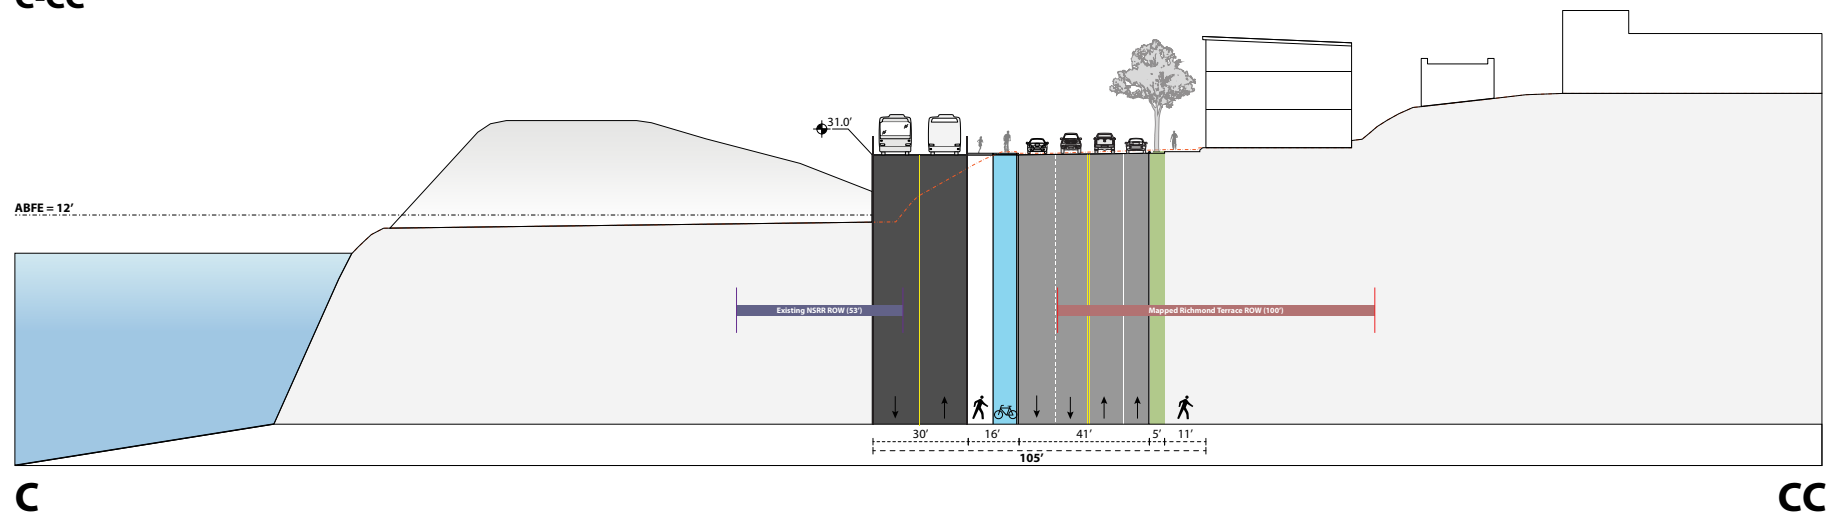 C-CC
31.0'
ABFE = 12'
Existing NSRR ROW (53')
Mapped Richmond Terrace ROW (100')
30' 16' 41' 5' 11'
105'
C CC